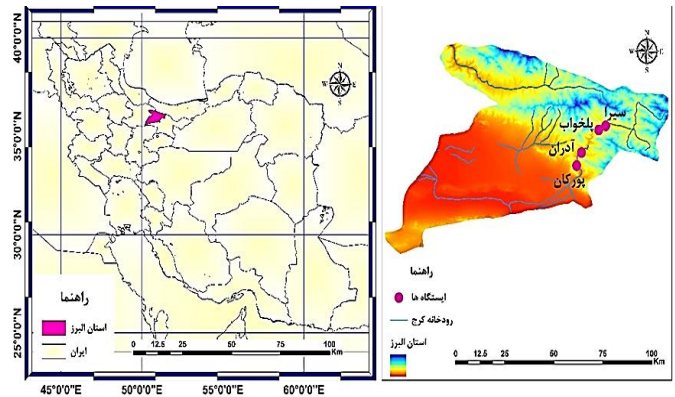 40°0'0"N
35°0'0"N
30°0'0"N
25°0'0"N
45°0'0"E
50°0'0"E
55°0'0"E
60°0'0"E
N
W
E
S
راهنما
استان البرز
ایران
0 12.5 25 50 75 100
Km
N
W
E
S
سیرا
پلخواب
آدران
پورکان
راهنما
ایستگاه ها
رودخانه کرج
استان البرز
0 12.5 25 50 75 100
Km